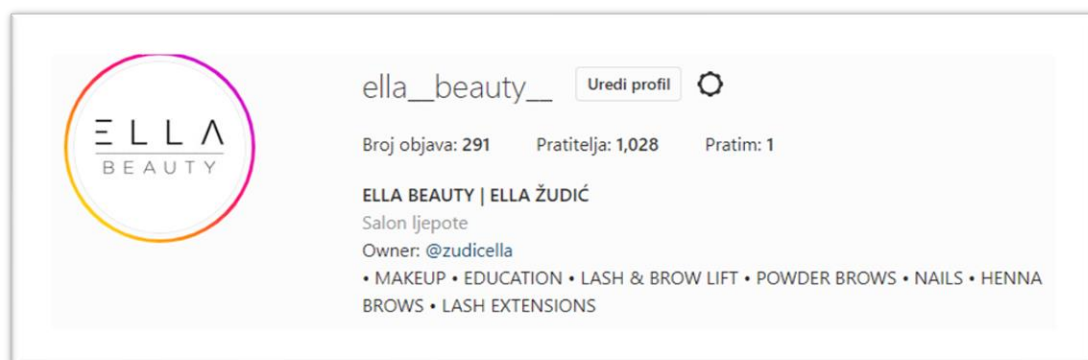 ELLA
BEAUTY
ella__beauty__ Uredi profil
Broj objava: 291 Pratitelja: 1,028 Pratim: 1
ELLA BEAUTY | ELLA ŽUDIĆ
Salon ljepote
Owner: @zudicella
• MAKEUP • EDUCATION • LASH & BROW LIFT • POWDER BROWS • NAILS • HENNA
BROWS • LASH EXTENSIONS